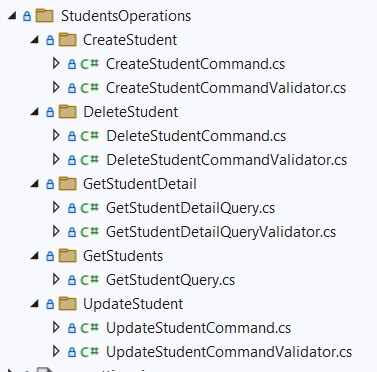 StudentsOperations
CreateStudent
C# CreateStudentCommand.cs
C# CreateStudentCommandValidator.cs
DeleteStudent
C# DeleteStudentCommand.cs
C# DeleteStudentCommandValidator.cs
GetStudentDetail
C# GetStudentDetailQuery.cs
C# GetStudentDetailQueryValidator.cs
GetStudents
C# GetStudentQuery.cs
UpdateStudent
C# UpdateStudentCommand.cs
C# UpdateStudentCommandValidator.cs